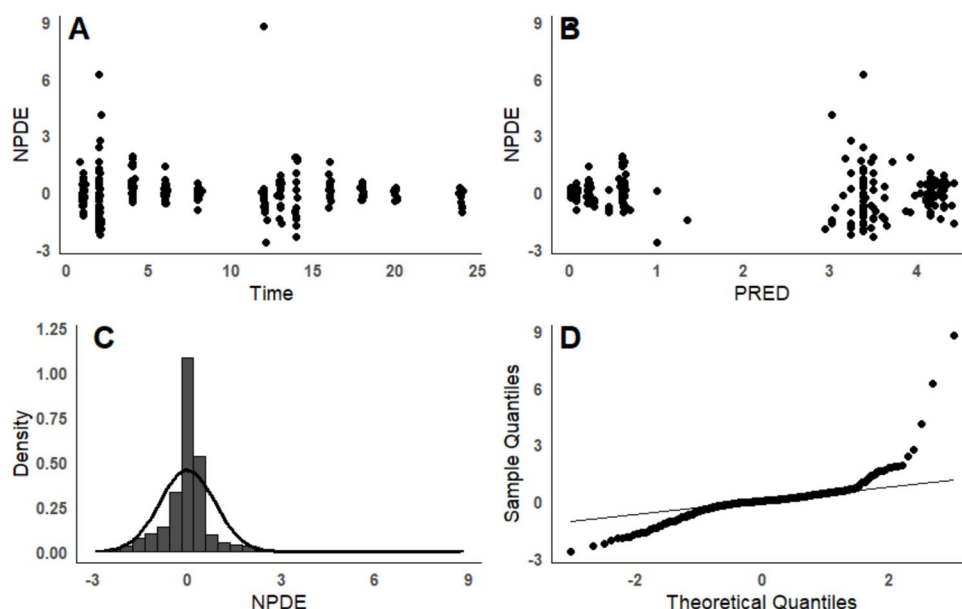 A
9
6
3
0
-3
NPDE
0 5 10 15 20 25
Time
B
9
6
3
0
-3
NPDE
0 1 2 3 4
PRED
C
1.25
1.00
0.75
0.50
0.25
0.00
Density
-3 0 3 6 9
NPDE
D
9
6
3
0
-3
Sample Quantiles
-2 0 2
Theoretical Quantiles